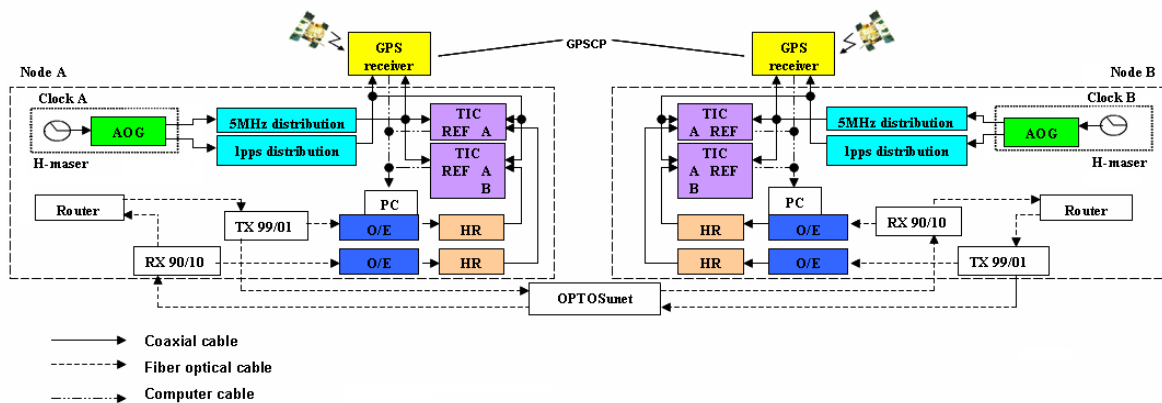 GPS
receiver
GPSCP
GPS
receiver
Node A
Node B
Clock A
AOG
H-maser
5MHz distribution
1pps distribution
TIC
REF A
TIC
REF A
B
PC
Router
TX 99/01
RX 90/10
O/E
HR
O/E
HR
TIC
A REF
TIC
A REF
B
5MHz distribution
1pps distribution
Clock B
AOG
H-maser
PC
HR
O/E
RX 90/10
Router
HR
O/E
TX 99/01
OPTOSunet
Coaxial cable
Fiber optical cable
Computer cable